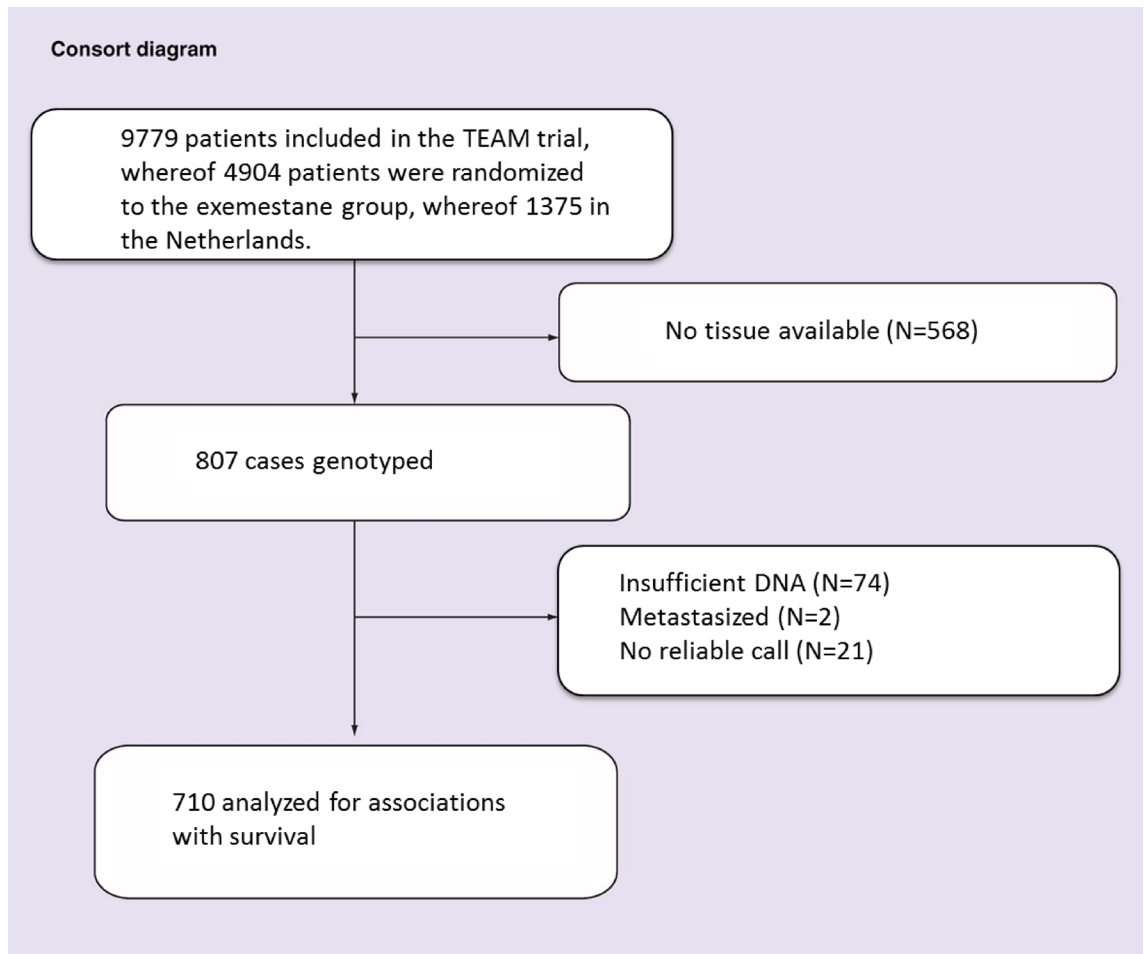 Consort diagram
9779 patients included in the TEAM trial,
whereof 4904 patients were randomized
to the exemestane group, whereof 1375 in
the Netherlands.
No tissue available (N=568)
807 cases genotyped
Insufficient DNA (N=74)
Metastasized (N=2)
No reliable call (N=21)
710 analyzed for associations
with survival